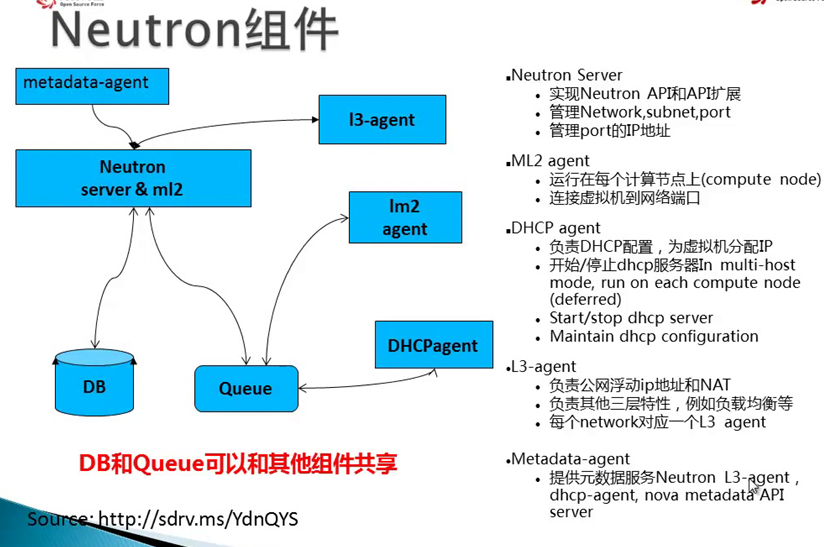 Open Source Force
Neutron组件
metadata-agent
l3-agent
Neutron
server & ml2
lm2
agent
DHCPagent
DB
Queue
DB和Queue可以和其他组件共享
Source: http://sdrv.ms/YdnQYS
Neutron Server
实现Neutron API和API扩展
管理Network,subnet,port
管理port的IP地址
ML2 agent
运行在每个计算节点上(compute node)
连接虚拟机到网络端口
DHCP agent
负责DHCP配置，为虚拟机分配IP
开始/停止dhcp服务器In multi-host
mode, run on each compute node
(deferred)
Start/stop dhcp server
Maintain dhcp configuration
L3-agent
负责公网浮动ip地址和NAT
负责其他三层特性，例如负载均衡等
每个network对应一个L3 agent
Metadata-agent
提供元数据服务Neutron L3-agent，
dhcp-agent, nova metadata API
server